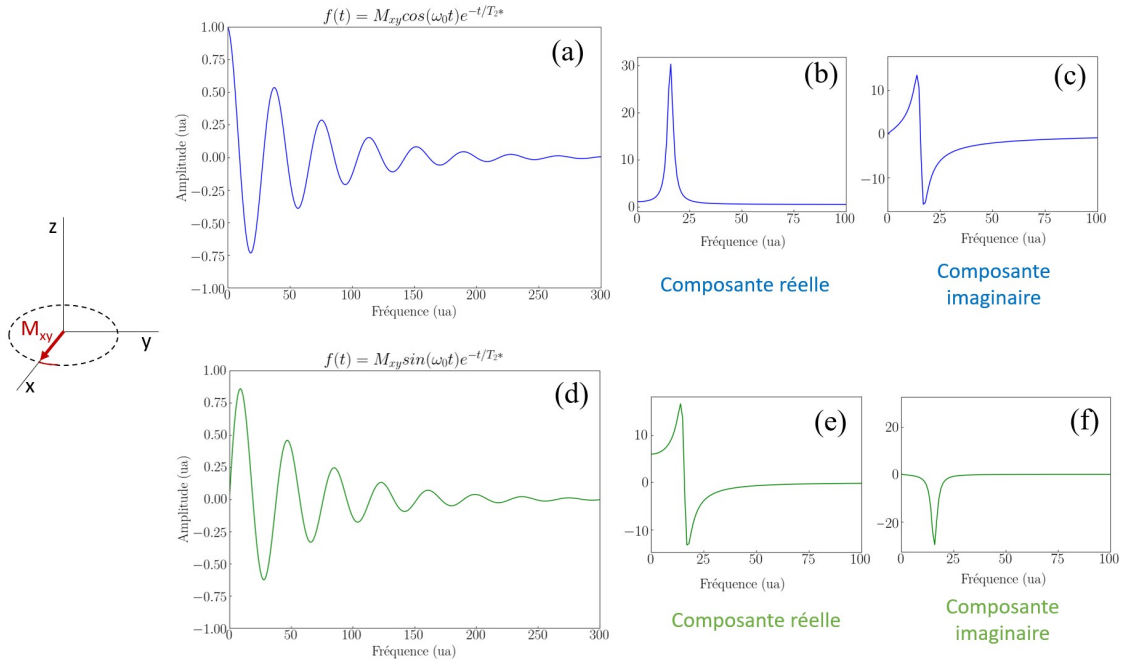 z
y
x
M_xy
f(t) = M_xy cos(ω₀t)e^{-t/T₂*}
(a)
1.00
0.75
0.50
0.25
0.00
−0.25
−0.50
−0.75
−1.00
Amplitude (ua)
0 50 100 150 200 250 300
Fréquence (ua)
(b)
30
20
10
0
0 25 50 75 100
Fréquence (ua)
Composante réelle
(c)
10
0
−10
0 25 50 75 100
Fréquence (ua)
Composante
imaginaire
f(t) = M_xy sin(ω₀t)e^{-t/T₂*}
(d)
1.00
0.75
0.50
0.25
0.00
−0.25
−0.50
−0.75
−1.00
Amplitude (ua)
0 50 100 150 200 250 300
Fréquence (ua)
(e)
10
0
−10
0 25 50 75 100
Fréquence (ua)
Composante réelle
(f)
20
0
−20
0 25 50 75 100
Fréquence (ua)
Composante
imaginaire